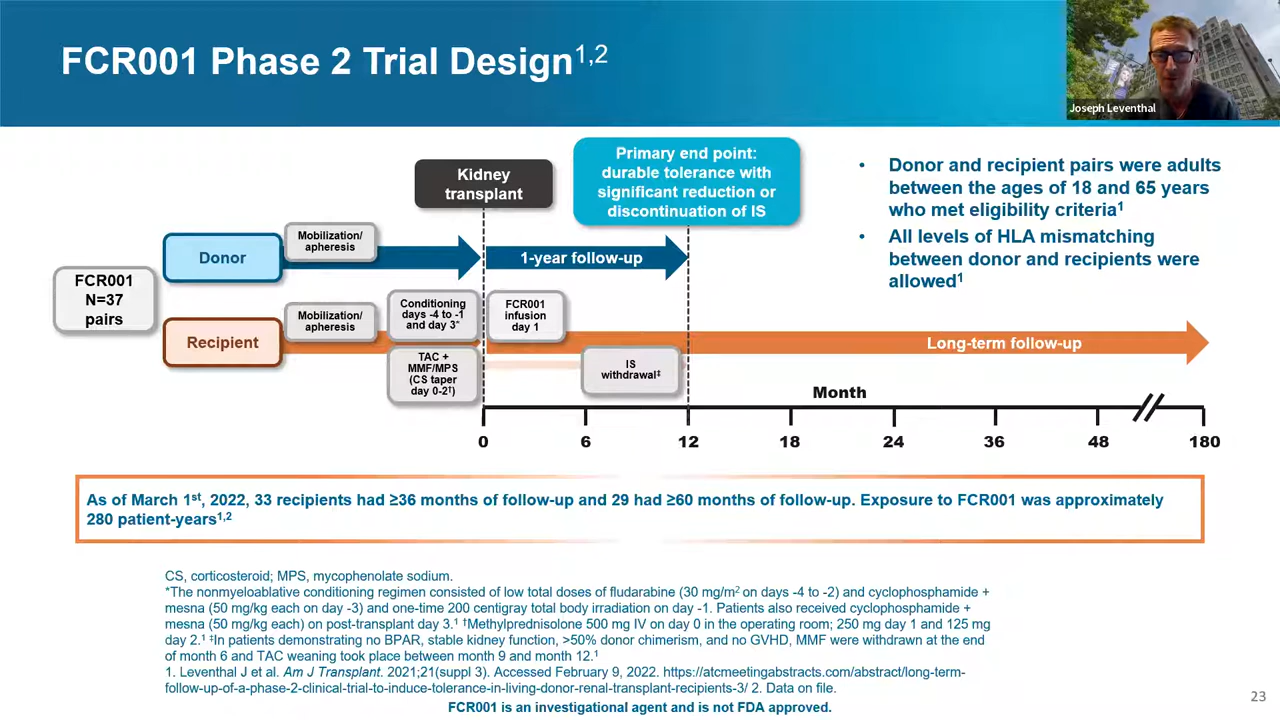 FCR001 Phase 2 Trial Design1,2
Joseph Leventhal
Kidney
transplant
Primary end point:
durable tolerance with
significant reduction or
discontinuation of IS
• Donor and recipient pairs were adults
between the ages of 18 and 65 years
who met eligibility criteria1
• All levels of HLA mismatching
between donor and recipients were
allowed1
FCR001
N=37
pairs
Donor
Mobilization/
apheresis
1-year follow-up
Recipient
Mobilization/
apheresis
Conditioning
days -4 to -1
and day 3*
FCR001
infusion
day 1
Long-term follow-up
TAC +
MMF/MPS
(CS taper
day 0-2†)
IS
withdrawal‡
Month
0 6 12 18 24 36 48 180
As of March 1st, 2022, 33 recipients had ≥36 months of follow-up and 29 had ≥60 months of follow-up. Exposure to FCR001 was approximately
280 patient-years1,2
CS, corticosteroid; MPS, mycophenolate sodium.
*The nonmyeloablative conditioning regimen consisted of low total doses of fludarabine (30 mg/m2 on days -4 to -2) and cyclophosphamide +
mesna (50 mg/kg each on day -3) and one-time 200 centigray total body irradiation on day -1. Patients also received cyclophosphamide +
mesna (50 mg/kg each) on post-transplant day 3.1 †Methylprednisolone 500 mg IV on day 0 in the operating room; 250 mg day 1 and 125 mg
day 2.1 ‡In patients demonstrating no BPAR, stable kidney function, >50% donor chimerism, and no GVHD, MMF were withdrawn at the end
of month 6 and TAC weaning took place between month 9 and month 12.1
1. Leventhal J et al. Am J Transplant. 2021;21(suppl 3). Accessed February 9, 2022. https://atcmeetingabstracts.com/abstract/long-term-
follow-up-of-a-phase-2-clinical-trial-to-induce-tolerance-in-living-donor-renal-transplant-recipients-3/ 2. Data on file.
FCR001 is an investigational agent and is not FDA approved.
23